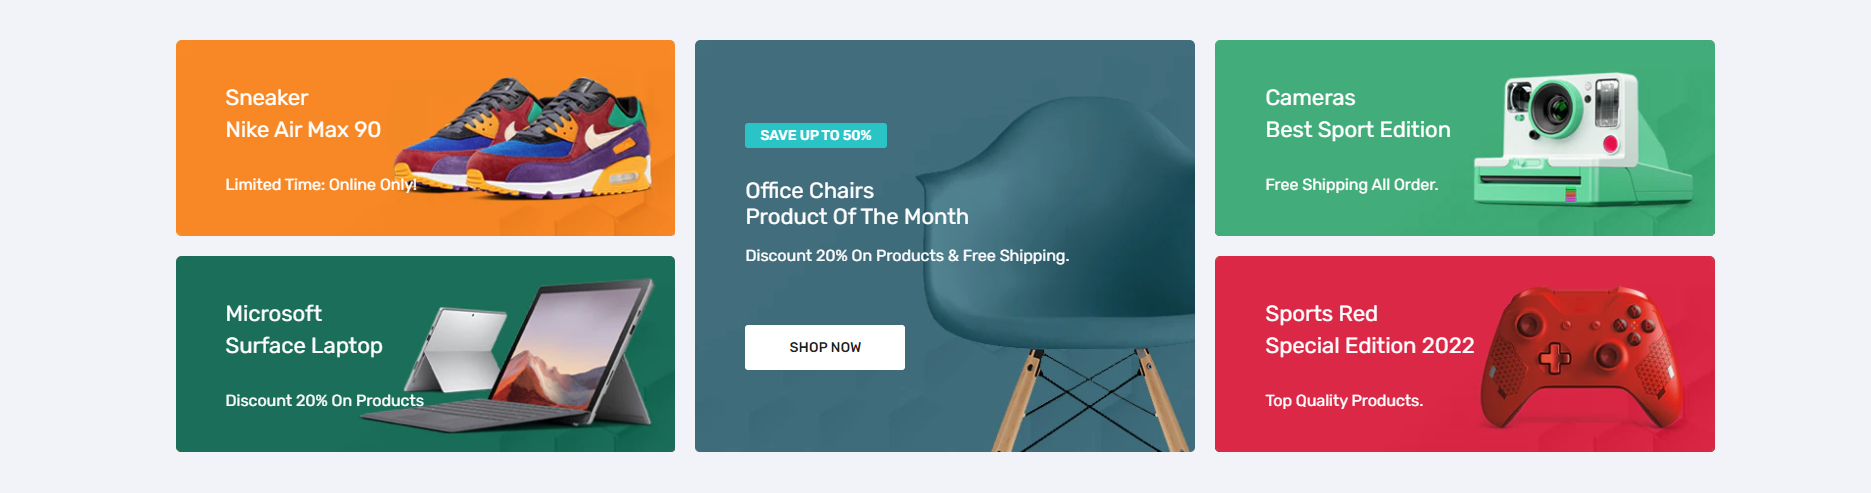 Sneaker
Nike Air Max 90
Limited Time: Online Only!
Microsoft
Surface Laptop
Discount 20% On Products
SAVE UP TO 50%
Office Chairs
Product Of The Month
Discount 20% On Products & Free Shipping.
SHOP NOW
Cameras
Best Sport Edition
Free Shipping All Order.
Sports Red
Special Edition 2022
Top Quality Products.